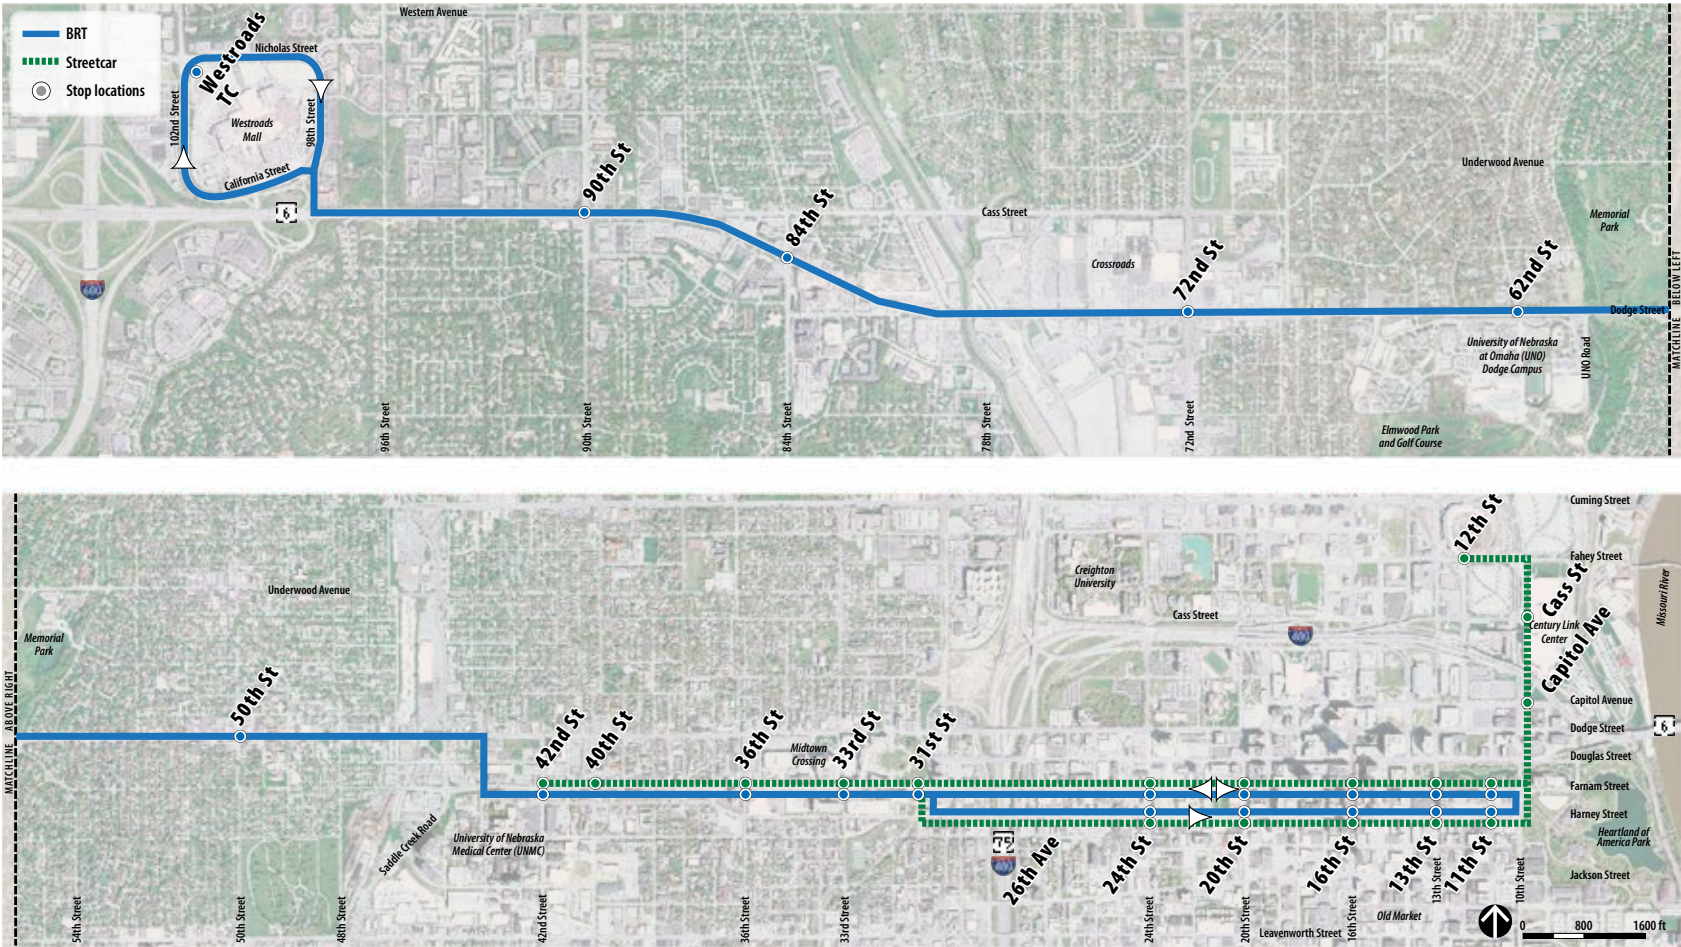 BRT
Streetcar
Stop locations
Western Avenue
Nicholas Street
Westroads
TC
102nd Street
98th Street
Westroads
Mall
California Street
6
680
90th St
84th St
Cass Street
Crossroads
72nd St
62nd St
Underwood Avenue
Memorial
Park
Dodge Street
University of Nebraska
at Omaha (UNO)
Dodge Campus
UNO Road
Elmwood Park
and Golf Course
96th Street
90th Street
84th Street
78th Street
72nd Street
MATCHLINE BELOW LEFT
MATCHLINE ABOVE RIGHT
Memorial
Park
Underwood Avenue
50th St
Saddle Creek Road
University of Nebraska
Medical Center (UNMC)
42nd St
40th St
36th St
Midtown
Crossing
33rd St
31st St
Creighton
University
Cass Street
480
12th St
Cass St
Century Link
Center
Capitol Ave
Cuming Street
Fahey Street
Missouri River
Capitol Avenue
Dodge Street
6
Douglas Street
Farnam Street
Harney Street
Heartland of
America Park
Jackson Street
75
480
26th Ave
24th St
20th St
16th St
13th St
11th St
54th Street
50th Street
48th Street
42nd Street
36th Street
33rd Street
24th Street
20th Street
16th Street
13th Street
10th Street
Old Market
Leavenworth Street
0 800 1600 ft